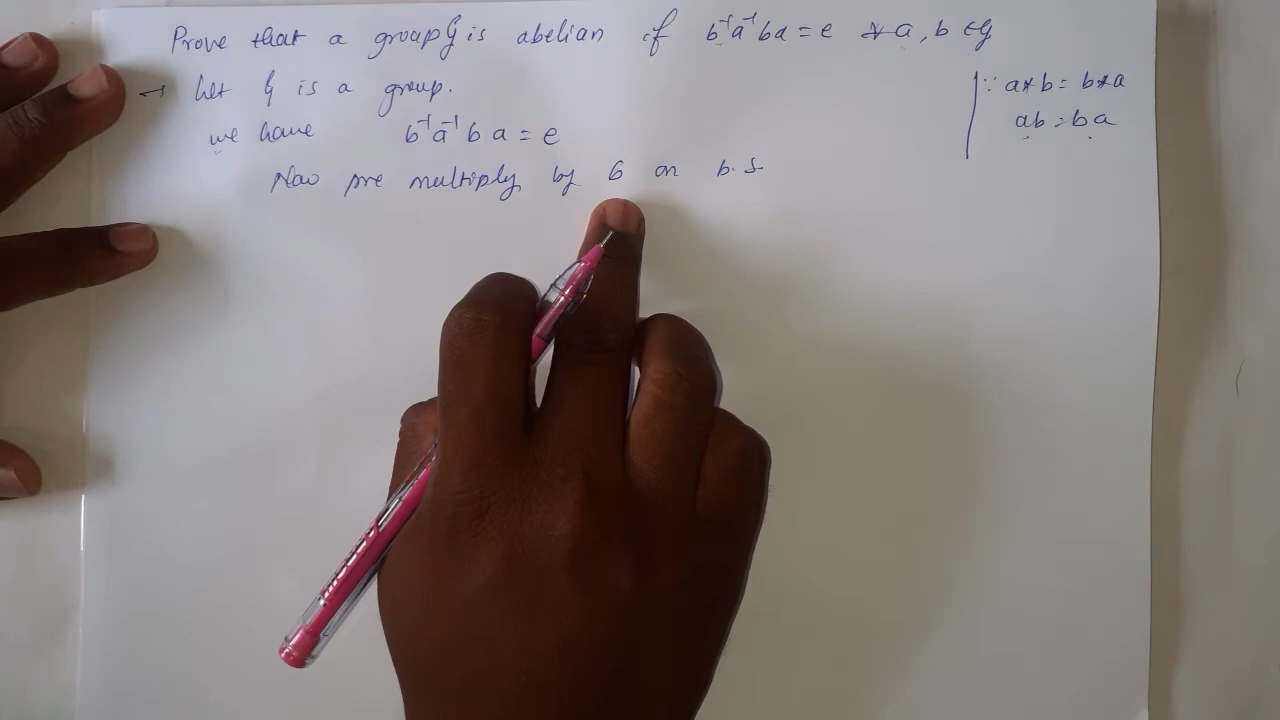 Prove that a group G is abelian if b⁻¹a⁻¹ba = e ∀ a, b ∈ G
→ Let G is a group.
we have b⁻¹a⁻¹ b a = e
Now pre multiply by b on b.s
∵ a * b = b * a
ab = ba